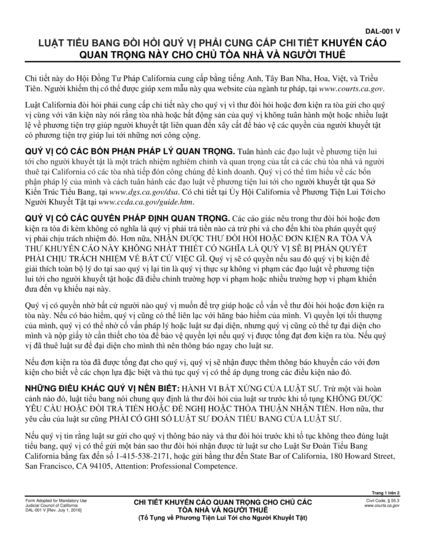 DAL-001 V
LUẬT TIỂU BANG ĐÒI HỎI QUÝ VỊ PHẢI CUNG CẤP CHI TIẾT KHUYẾN CÁO
QUAN TRỌNG NÀY CHO CHỦ TÒA NHÀ VÀ NGƯỜI THUÊ
Chi tiết này do Hội Đồng Tư Pháp California cung cấp bằng tiếng Anh, Tây Ban Nha, Hoa, Việt, và Triều
Tiên. Người khiếm thị có thể được giúp xem mẫu này qua website của ngành tư pháp, tại www.courts.ca.gov.
Luật California đòi hỏi phải cung cấp chi tiết này cho quý vị vì thư đòi hỏi hoặc đơn kiện ra tòa gửi cho quý
vị cùng với văn kiện này nói rằng tòa nhà hoặc bất động sản của quý vị không tuân hành một hoặc nhiều luật
lệ về phương tiện trợ giúp người khuyết tật liên quan đến xây cất để bảo vệ các quyền của người khuyết tật
có phương tiện trợ giúp lui tới những nơi công cộng.
QUÝ VỊ CÓ CÁC BỔN PHẬN PHÁP LÝ QUAN TRỌNG. Tuân hành các đạo luật về phương tiện lui
tới cho người khuyết tật là một trách nhiệm nghiêm chỉnh và quan trọng của tất cả các chủ tòa nhà và người
thuê tại California có các tòa nhà tiếp đón công chúng để kinh doanh. Quý vị có thể tìm hiểu về các bổn
phận pháp lý của mình và cách tuân hành các đạo luật về phương tiện lui tới cho người khuyết tật qua Sở
Kiến Trúc Tiểu Bang, tại www.dgs.ca.gov/dsa. Có chi tiết tại Ủy Hội California về Phương Tiện Lui Tới cho
Người Khuyết Tật tại www.ccda.ca.gov/guide.htm.
QUÝ VỊ CÓ CÁC QUYỀN PHÁP ĐỊNH QUAN TRỌNG. Các cáo giác nêu trong thư đòi hỏi hoặc đơn
kiện ra tòa đi kèm không có nghĩa là quý vị phải trả tiền nào cả trừ phi và cho đến khi tòa phán quyết quý
vị phải chịu trách nhiệm đó. Hơn nữa, NHẬN ĐƯỢC THƯ ĐÒI HỎI HOẶC ĐƠN KIỆN RA TÒA VÀ
THƯ KHUYẾN CÁO NÀY KHÔNG NHẤT THIẾT CÓ NGHĨA LÀ QUÝ VỊ SẼ BỊ PHÁN QUYẾT
PHẢI CHỊU TRÁCH NHIỆM VỀ BẤT CỨ VIỆC GÌ. Quý vị sẽ có quyền nếu sau đó quý vị bị kiện để
giải thích toàn bộ lý do tại sao quý vị lại tin là quý vị thực sự không vi phạm các đạo luật về phương tiện
lui tới cho người khuyết tật hoặc đã điều chỉnh trường hợp vi phạm hoặc nhiều trường hợp vi phạm khiến
đưa đến vụ khiếu nại này.
Quý vị có quyền nhờ bất cứ người nào quý vị muốn để trợ giúp hoặc cố vấn về thư đòi hỏi hoặc đơn kiện ra
tòa này. Nếu có bảo hiểm, quý vị cũng có thể liên lạc với hãng bảo hiểm của mình. Vì quyền lợi tối thượng
của mình, quý vị có thể nhờ cố vấn pháp lý hoặc luật sư đại diện, nhưng quý vị cũng có thể tự đại diện cho
mình và nộp giấy tờ cần thiết cho tòa để bảo vệ quyền lợi nếu quý vị được tống đạt đơn kiện ra tòa. Nếu quý
vị đã thuê luật sư để đại diện cho mình thì nên thông báo ngay cho luật sư.
Nếu đơn kiện ra tòa đã được tống đạt cho quý vị, quý vị sẽ nhận được thêm thông báo khuyến cáo với đơn
kiện cho biết về các chọn lựa đặc biệt và thủ tục quý vị có thể áp dụng trong các điều kiện nào đó.
NHỮNG ĐIỀU KHÁC QUÝ VỊ NÊN BIẾT: HÀNH VI BẤT XỨNG CỦA LUẬT SƯ. Trừ một vài hoàn
cảnh nào đó, luật tiểu bang nói chung quy định là thư đòi hỏi của luật sư trước khi tố tụng KHÔNG ĐƯỢC
YÊU CẦU HOẶC ĐÒI TRẢ TIỀN HOẶC ĐỀ NGHỊ HOẶC THỎA THUẬN NHẬN TIỀN. Hơn nữa, thư
yêu cầu của luật sư cũng PHẢI CÓ GHI SỐ LUẬT SƯ ĐOÀN TIỂU BANG CỦA LUẬT SƯ.
Nếu quý vị tin rằng luật sư gửi cho quý vị thông báo này và thư đòi hỏi trước khi tố tục không theo đúng luật
tiểu bang, quý vị có thể gửi một bản sao thư đòi hỏi nhận được từ luật sư cho Luật Sư Đoàn Tiểu Bang
California bằng fax đến số 1-415-538-2171, hoặc gửi bằng thư đến State Bar of California, 180 Howard Street,
San Francisco, CA 94105, Attention: Professional Competence.
Trang 1 trên 2
Form Adopted for Mandatory Use
Judicial Council of California
DAL-001 V [Rev. July 1, 2016]
CHI TIẾT KHUYẾN CÁO QUAN TRỌNG CHO CHỦ CÁC
TÒA NHÀ VÀ NGƯỜI THUÊ
(Tố Tụng về Phương Tiện Lui Tới cho Người Khuyết Tật)
Civil Code, § 55.3
www.courts.ca.gov